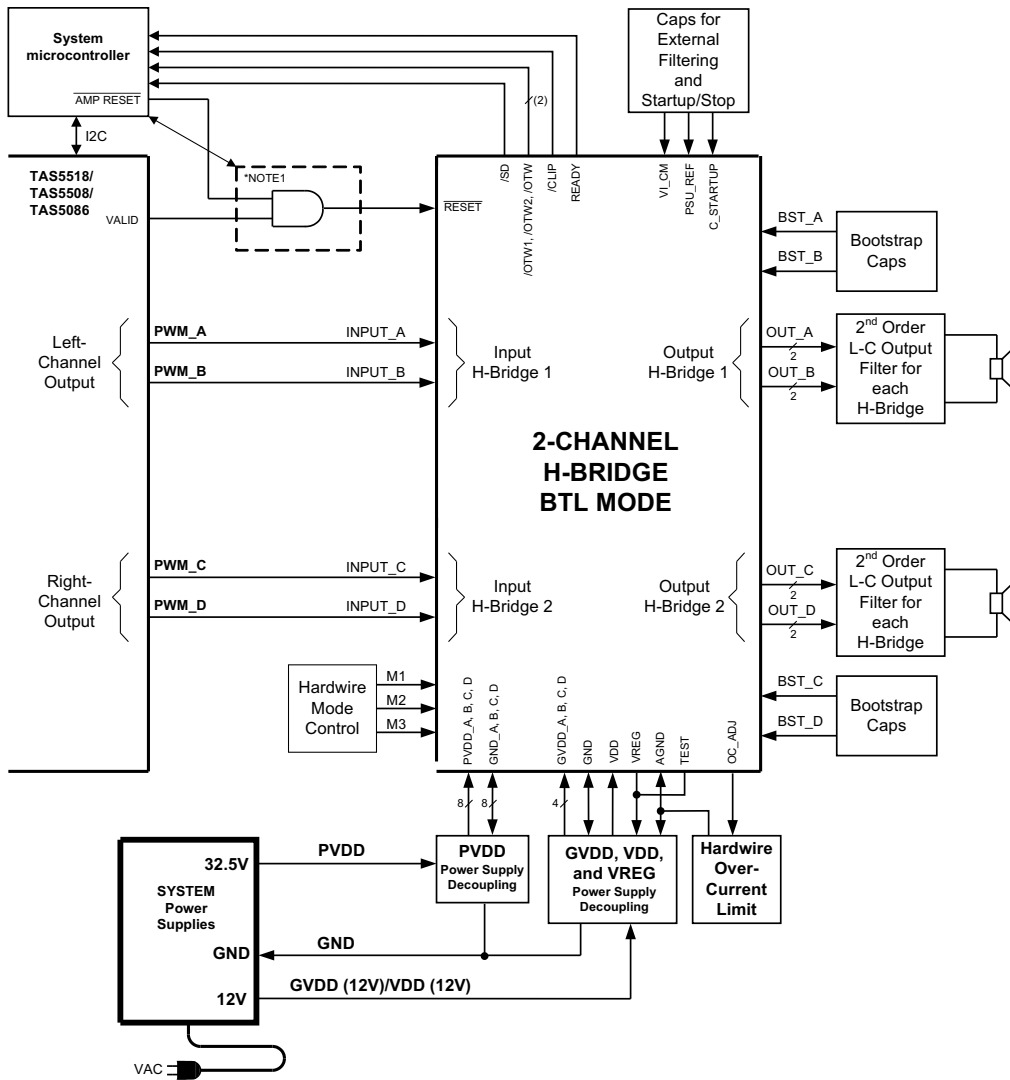 System
microcontroller
AMP RESET
I2C
TAS5518/
TAS5508/
TAS5086
VALID
*NOTE1
(2)
/SD
/OTW1, /OTW2, /OTW
/CLIP
READY
RESET
Caps for
External
Filtering
and
Startup/Stop
VI_CM
PSU_REF
C_STARTUP
BST_A
BST_B
Bootstrap
Caps
Left-
Channel
Output
PWM_A
INPUT_A
PWM_B
INPUT_B
Input
H-Bridge 1
Output
H-Bridge 1
OUT_A
2
OUT_B
2
2nd Order
L-C Output
Filter for
each
H-Bridge
2-CHANNEL
H-BRIDGE
BTL MODE
Right-
Channel
Output
PWM_C
INPUT_C
PWM_D
INPUT_D
Input
H-Bridge 2
Output
H-Bridge 2
OUT_C
2
OUT_D
2
2nd Order
L-C Output
Filter for
each
H-Bridge
Hardwire
Mode
Control
M1
M2
M3
BST_C
BST_D
Bootstrap
Caps
PVDD_A, B, C, D
GND_A, B, C, D
GVDD_A, B, C, D
GND
VDD
VREG
AGND
TEST
OC_ADJ
8
8
4
SYSTEM
Power
Supplies
32.5V
PVDD
PVDD
Power Supply
Decoupling
GVDD, VDD,
and VREG
Power Supply
Decoupling
Hardwire
Over-
Current
Limit
GND
GND
12V
GVDD (12V)/VDD (12V)
VAC